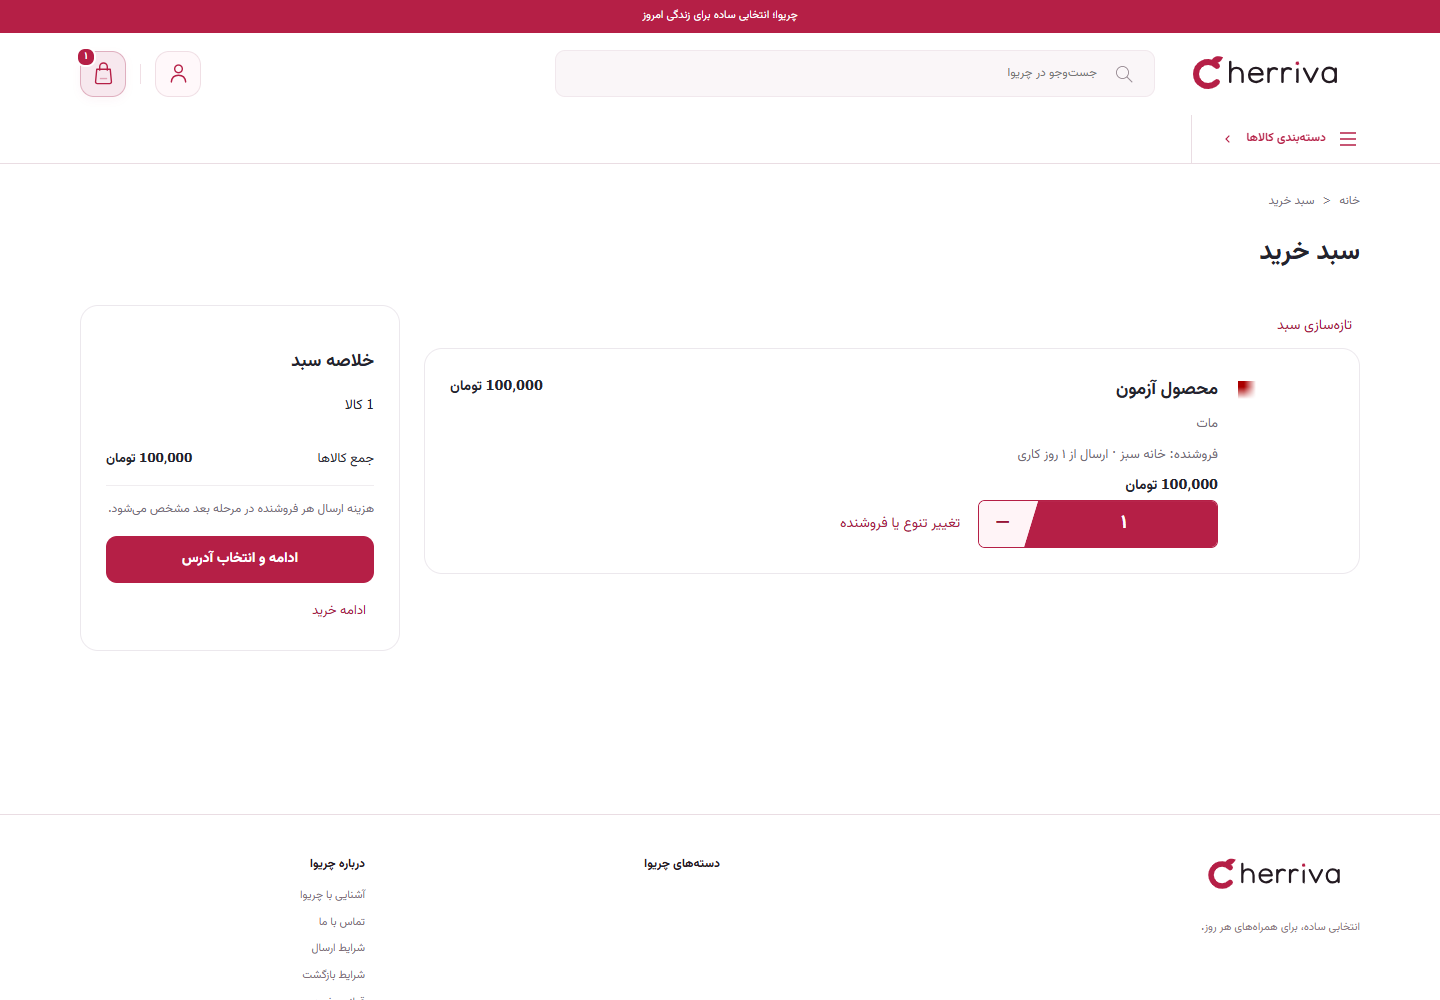 چریوا؛ انتخابی ساده برای زندگی امروز
Cherriva
جست‌وجو در چریوا
۱
دسته‌بندی کالاها
خانه > سبد خرید
سبد خرید
تازه‌سازی سبد
محصول آزمون
100,000 تومان
مات
فروشنده: خانه سبز · ارسال از ۱ روز کاری
100,000 تومان
۱ −
تغییر تنوع یا فروشنده
خلاصه سبد
1 کالا
جمع کالاها 100,000 تومان
هزینه ارسال هر فروشنده در مرحله بعد مشخص می‌شود.
ادامه و انتخاب آدرس
ادامه خرید
Cherriva
انتخابی ساده، برای همراه‌های هر روز.
دسته‌های چریوا
درباره چریوا
آشنایی با چریوا
تماس با ما
شرایط ارسال
شرایط بازگشت